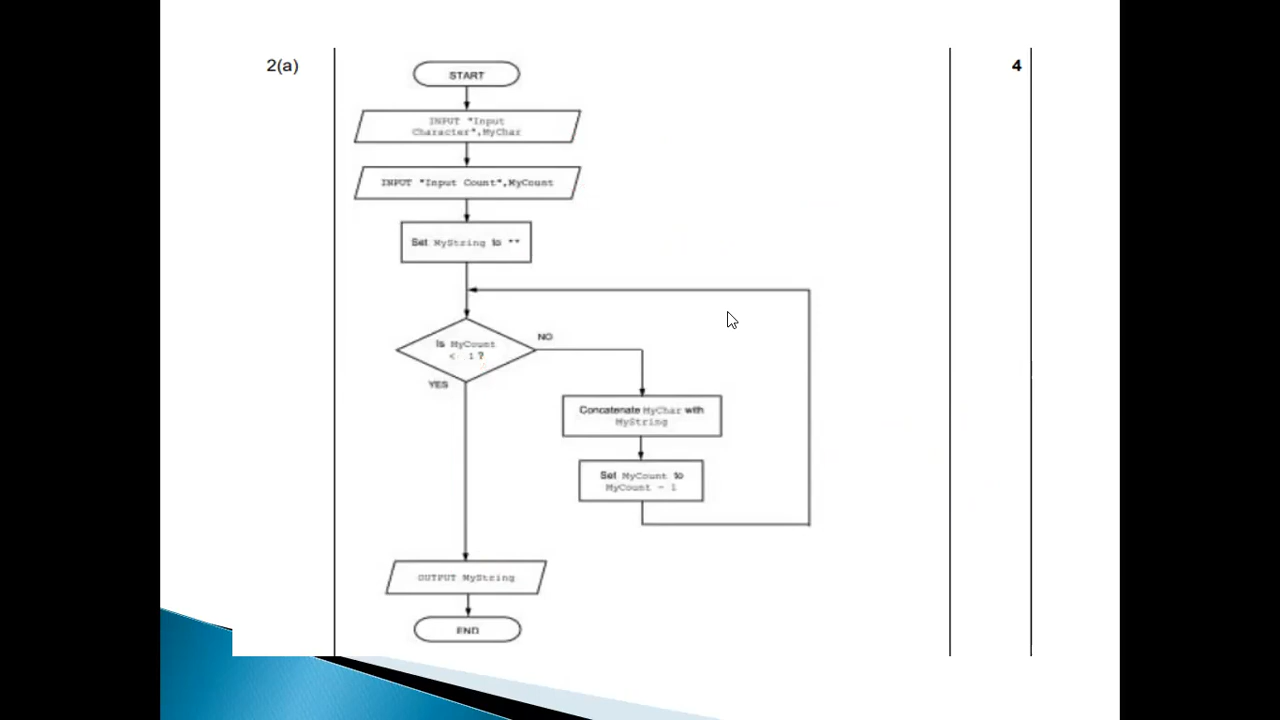 2(a)
4
START
INPUT "Input
Character",MyChar
INPUT "Input Count",MyCount
Set MyString to ""
Is MyCount
< 1?
NO
YES
Concatenate MyChar with
MyString
Set MyCount to
MyCount - 1
OUTPUT MyString
END